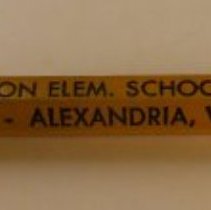 ON ELEM. SCHOO
- ALEXANDRIA, V